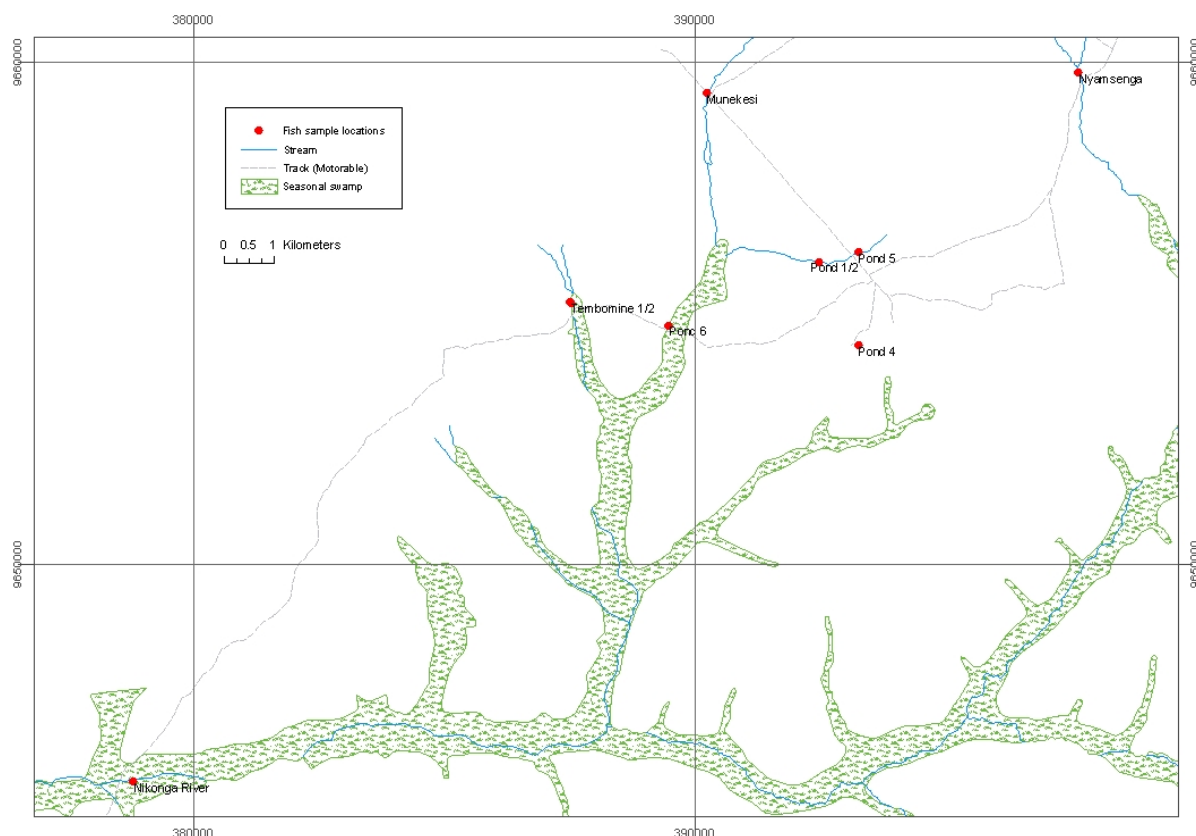 380000
390000
9660000
9660000
Nyamsenga
Munekesi
Fish sample locations
Stream
Track (Motorable)
Seasonal swamp
0 0.5 1 Kilometers
Pond 5
Pond 1/2
Tembomine 1/2
Pond 6
Pond 4
9650000
9650000
Nikonga River
380000
390000